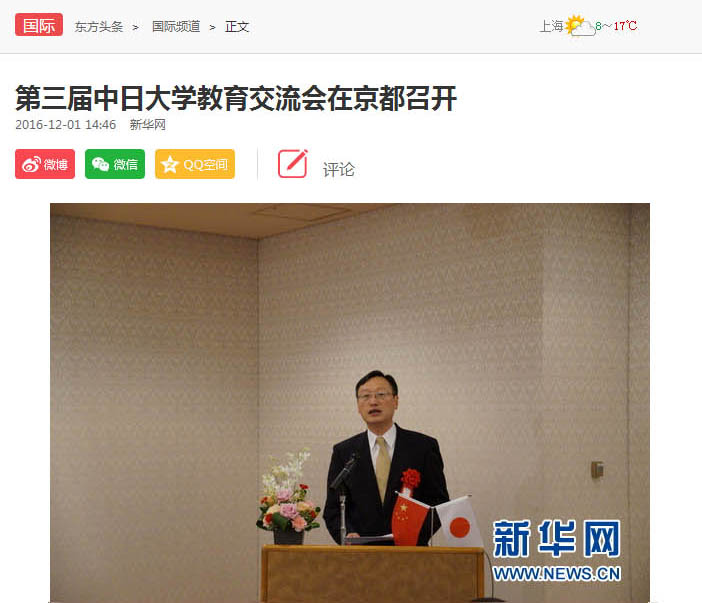 国际 东方头条 > 国际频道 > 正文 上海 8～17℃
第三届中日大学教育交流会在京都召开
2016-12-01 14:46 新华网
微博 微信 QQ空间 评论
新华网
WWW.NEWS.CN